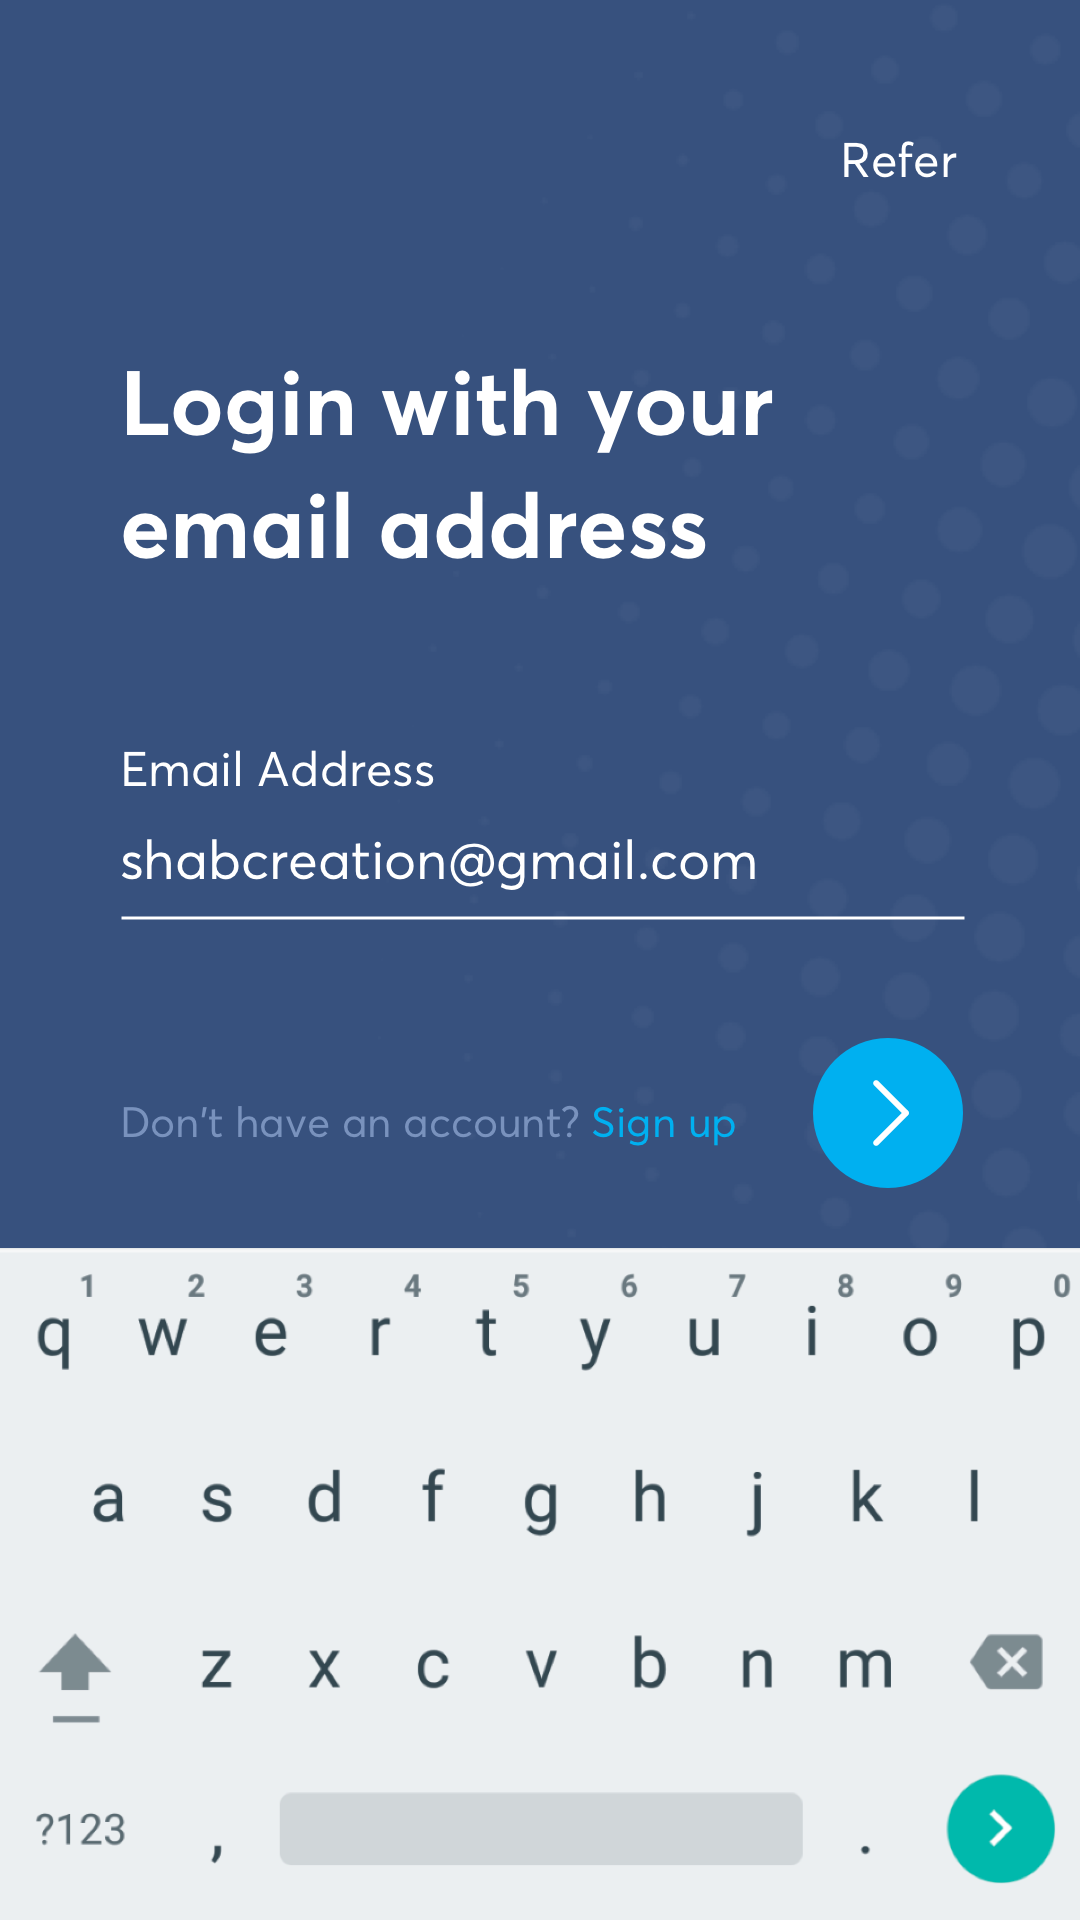 Refer
Login with your
email address
Email Address
shabcreation@gmail.com
Don't have an account? Sign up
1 2 3 4 5 6 7 8 9 0
q w e r t y u i o p
a s d f g h j k l
z x c v b n m
?123 , .